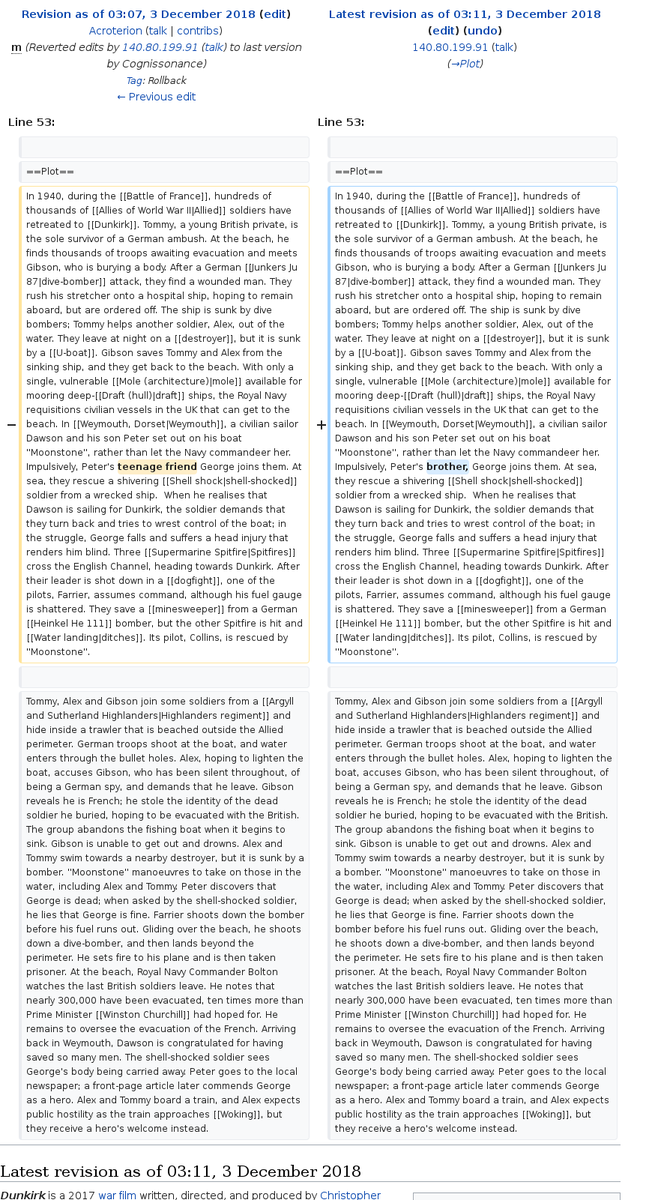 Revision as of 03:07, 3 December 2018 (edit)
Acroterion (talk | contribs)
m (Reverted edits by 140.80.199.91 (talk) to last version
by Cognissonance)
Tag: Rollback
← Previous edit
Latest revision as of 03:11, 3 December 2018
(edit) (undo)
140.80.199.91 (talk)
(→Plot)
Line 53:
Line 53:
==Plot==
==Plot==
−
In 1940, during the [[Battle of France]], hundreds of
thousands of [[Allies of World War II|Allied]] soldiers have
retreated to [[Dunkirk]]. Tommy, a young British private, is
the sole survivor of a German ambush. At the beach, he
finds thousands of troops awaiting evacuation and meets
Gibson, who is burying a body. After a German [[Junkers Ju
87|dive-bomber]] attack, they find a wounded man. They
rush his stretcher onto a hospital ship, hoping to remain
aboard, but are ordered off. The ship is sunk by dive
bombers; Tommy helps another soldier, Alex, out of the
water. They leave at night on a [[destroyer]], but it is sunk
by a [[U-boat]]. Gibson saves Tommy and Alex from the
sinking ship, and they get back to the beach. With only a
single, vulnerable [[Mole (architecture)|mole]] available for
mooring deep-[[Draft (hull)|draft]] ships, the Royal Navy
requisitions civilian vessels in the UK that can get to the
beach. In [[Weymouth, Dorset|Weymouth]], a civilian sailor
Dawson and his son Peter set out on his boat
"Moonstone", rather than let the Navy commandeer her.
Impulsively, Peter's teenage friend George joins them. At
sea, they rescue a shivering [[Shell shock|shell-shocked]]
soldier from a wrecked ship.  When he realises that
Dawson is sailing for Dunkirk, the soldier demands that
they turn back and tries to wrest control of the boat; in
the struggle, George falls and suffers a head injury that
renders him blind. Three [[Supermarine Spitfire|Spitfires]]
cross the English Channel, heading towards Dunkirk. After
their leader is shot down in a [[dogfight]], one of the
pilots, Farrier, assumes command, although his fuel gauge
is shattered. They save a [[minesweeper]] from a German
[[Heinkel He 111]] bomber, but the other Spitfire is hit and
[[Water landing|ditches]]. Its pilot, Collins, is rescued by
"Moonstone".
+
In 1940, during the [[Battle of France]], hundreds of
thousands of [[Allies of World War II|Allied]] soldiers have
retreated to [[Dunkirk]]. Tommy, a young British private, is
the sole survivor of a German ambush. At the beach, he
finds thousands of troops awaiting evacuation and meets
Gibson, who is burying a body. After a German [[Junkers Ju
87|dive-bomber]] attack, they find a wounded man. They
rush his stretcher onto a hospital ship, hoping to remain
aboard, but are ordered off. The ship is sunk by dive
bombers; Tommy helps another soldier, Alex, out of the
water. They leave at night on a [[destroyer]], but it is sunk
by a [[U-boat]]. Gibson saves Tommy and Alex from the
sinking ship, and they get back to the beach. With only a
single, vulnerable [[Mole (architecture)|mole]] available for
mooring deep-[[Draft (hull)|draft]] ships, the Royal Navy
requisitions civilian vessels in the UK that can get to the
beach. In [[Weymouth, Dorset|Weymouth]], a civilian sailor
Dawson and his son Peter set out on his boat
"Moonstone", rather than let the Navy commandeer her.
Impulsively, Peter's brother, George joins them. At sea,
they rescue a shivering [[Shell shock|shell-shocked]]
soldier from a wrecked ship.  When he realises that
Dawson is sailing for Dunkirk, the soldier demands that
they turn back and tries to wrest control of the boat; in
the struggle, George falls and suffers a head injury that
renders him blind. Three [[Supermarine Spitfire|Spitfires]]
cross the English Channel, heading towards Dunkirk. After
their leader is shot down in a [[dogfight]], one of the
pilots, Farrier, assumes command, although his fuel gauge
is shattered. They save a [[minesweeper]] from a German
[[Heinkel He 111]] bomber, but the other Spitfire is hit and
[[Water landing|ditches]]. Its pilot, Collins, is rescued by
"Moonstone".
Tommy, Alex and Gibson join some soldiers from a [[Argyll
and Sutherland Highlanders|Highlanders regiment]] and
hide inside a trawler that is beached outside the Allied
perimeter. German troops shoot at the boat, and water
enters through the bullet holes. Alex, hoping to lighten the
boat, accuses Gibson, who has been silent throughout, of
being a German spy, and demands that he leave. Gibson
reveals he is French; he stole the identity of the dead
soldier he buried, hoping to be evacuated with the British.
The group abandons the fishing boat when it begins to
sink. Gibson is unable to get out and drowns. Alex and
Tommy swim towards a nearby destroyer, but it is sunk by a
bomber. "Moonstone" manoeuvres to take on those in the
water, including Alex and Tommy. Peter discovers that
George is dead; when asked by the shell-shocked soldier,
he lies that George is fine. Farrier shoots down the bomber
before his fuel runs out. Gliding over the beach, he shoots
down a dive-bomber, and then lands beyond the
perimeter. He sets fire to his plane and is then taken
prisoner. At the beach, Royal Navy Commander Bolton
watches the last British soldiers leave. He notes that
nearly 300,000 have been evacuated, ten times more than
Prime Minister [[Winston Churchill]] had hoped for. He
remains to oversee the evacuation of the French. Arriving
back in Weymouth, Dawson is congratulated for having
saved so many men. The shell-shocked soldier sees
George's body being carried away. Peter goes to the local
newspaper; a front-page article later commends George
as a hero. Alex and Tommy board a train, and Alex expects
public hostility as the train approaches [[Woking]], but
they receive a hero's welcome instead.
Tommy, Alex and Gibson join some soldiers from a [[Argyll
and Sutherland Highlanders|Highlanders regiment]] and
hide inside a trawler that is beached outside the Allied
perimeter. German troops shoot at the boat, and water
enters through the bullet holes. Alex, hoping to lighten the
boat, accuses Gibson, who has been silent throughout, of
being a German spy, and demands that he leave. Gibson
reveals he is French; he stole the identity of the dead
soldier he buried, hoping to be evacuated with the British.
The group abandons the fishing boat when it begins to
sink. Gibson is unable to get out and drowns. Alex and
Tommy swim towards a nearby destroyer, but it is sunk by
a bomber. "Moonstone" manoeuvres to take on those in
the water, including Alex and Tommy. Peter discovers that
George is dead; when asked by the shell-shocked soldier,
he lies that George is fine. Farrier shoots down the
bomber before his fuel runs out. Gliding over the beach,
he shoots down a dive-bomber, and then lands beyond
the perimeter. He sets fire to his plane and is then taken
prisoner. At the beach, Royal Navy Commander Bolton
watches the last British soldiers leave. He notes that
nearly 300,000 have been evacuated, ten times more than
Prime Minister [[Winston Churchill]] had hoped for. He
remains to oversee the evacuation of the French. Arriving
back in Weymouth, Dawson is congratulated for having
saved so many men. The shell-shocked soldier sees
George's body being carried away. Peter goes to the local
newspaper; a front-page article later commends George
as a hero. Alex and Tommy board a train, and Alex expects
public hostility as the train approaches [[Woking]], but
they receive a hero's welcome instead.
Latest revision as of 03:11, 3 December 2018
Dunkirk is a 2017 war film written, directed, and produced by Christopher